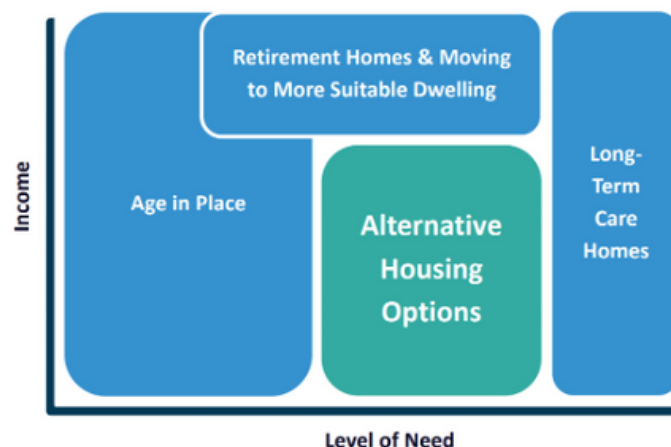 Retirement Homes & Moving
to More Suitable Dwelling
Income
Age in Place
Alternative
Housing
Options
Long-
Term
Care
Homes
Level of Need